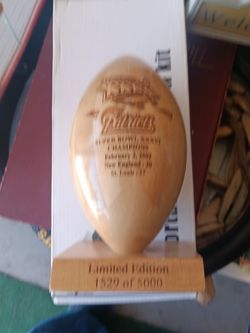 Patriots
SUPER BOWL XXXVI
CHAMPIONS
February 3, 2002
New England - 20
St. Louis - 17
Limited Edition
1529 of 5000